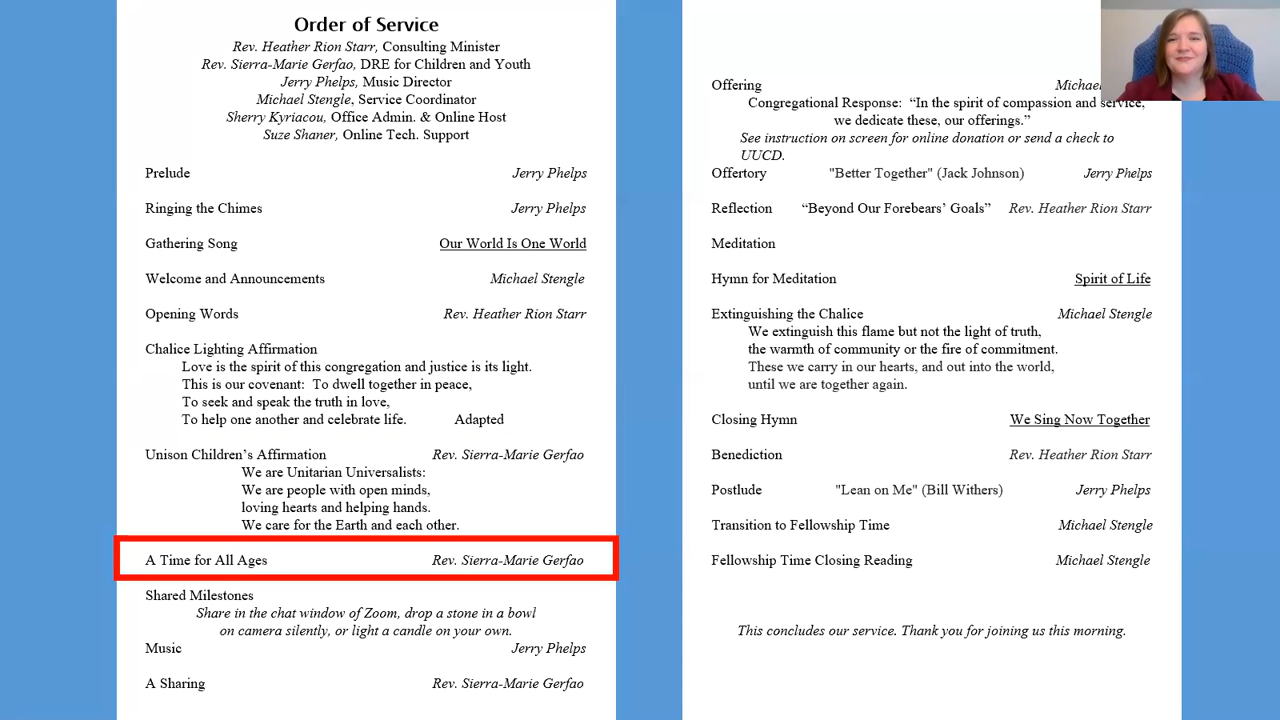 Order of Service
Rev. Heather Rion Starr, Consulting Minister
Rev. Sierra-Marie Gerfao, DRE for Children and Youth
Jerry Phelps, Music Director
Michael Stengle, Service Coordinator
Sherry Kyriacou, Office Admin. & Online Host
Suze Shaner, Online Tech. Support
Prelude Jerry Phelps
Ringing the Chimes Jerry Phelps
Gathering Song Our World Is One World
Welcome and Announcements Michael Stengle
Opening Words Rev. Heather Rion Starr
Chalice Lighting Affirmation
Love is the spirit of this congregation and justice is its light.
This is our covenant: To dwell together in peace,
To seek and speak the truth in love,
To help one another and celebrate life. Adapted
Unison Children’s Affirmation Rev. Sierra-Marie Gerfao
We are Unitarian Universalists:
We are people with open minds,
loving hearts and helping hands.
We care for the Earth and each other.
A Time for All Ages Rev. Sierra-Marie Gerfao
Shared Milestones
Share in the chat window of Zoom, drop a stone in a bowl
on camera silently, or light a candle on your own.
Music Jerry Phelps
A Sharing Rev. Sierra-Marie Gerfao
Offering Michael
Congregational Response: “In the spirit of compassion and service,
we dedicate these, our offerings.”
See instruction on screen for online donation or send a check to
UUCD.
Offertory "Better Together" (Jack Johnson) Jerry Phelps
Reflection “Beyond Our Forebears’ Goals” Rev. Heather Rion Starr
Meditation
Hymn for Meditation Spirit of Life
Extinguishing the Chalice Michael Stengle
We extinguish this flame but not the light of truth,
the warmth of community or the fire of commitment.
These we carry in our hearts, and out into the world,
until we are together again.
Closing Hymn We Sing Now Together
Benediction Rev. Heather Rion Starr
Postlude "Lean on Me" (Bill Withers) Jerry Phelps
Transition to Fellowship Time Michael Stengle
Fellowship Time Closing Reading Michael Stengle
This concludes our service. Thank you for joining us this morning.